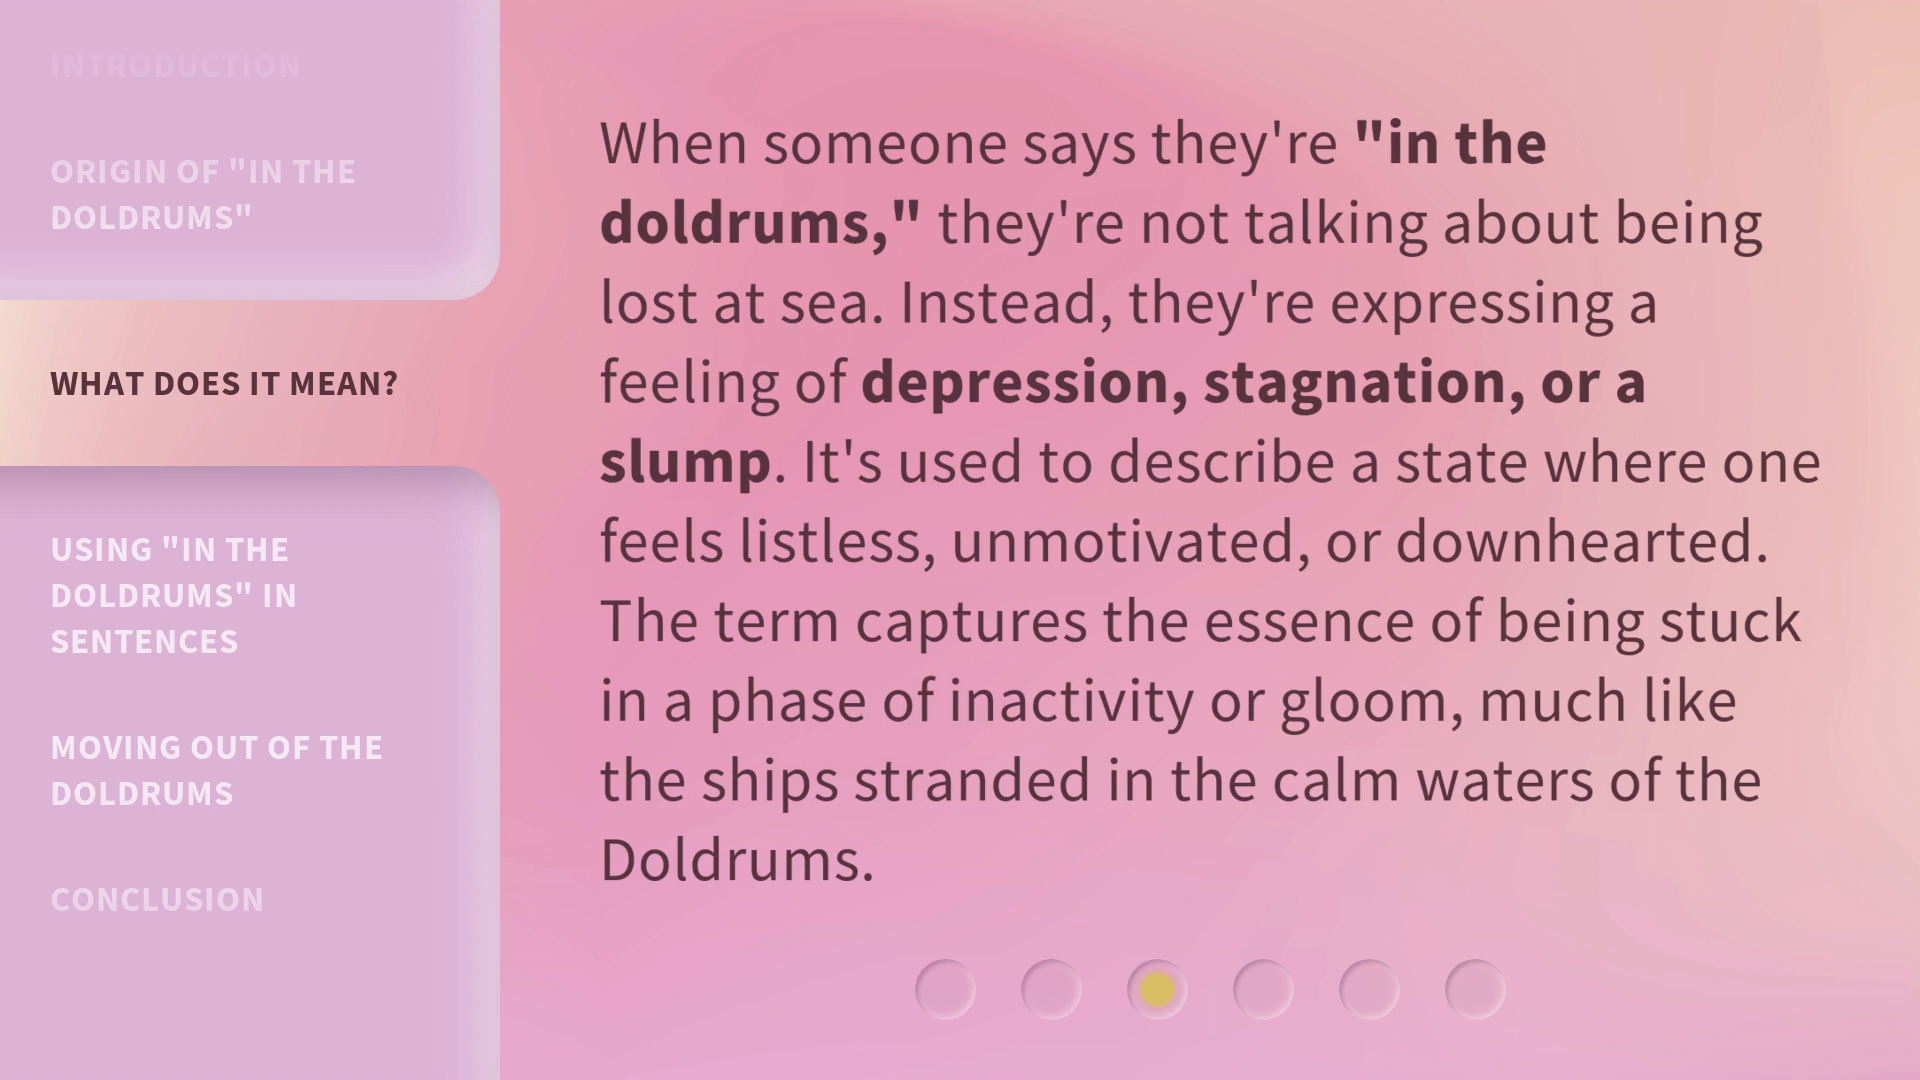 INTRODUCTION
ORIGIN OF "IN THE
DOLDRUMS"
WHAT DOES IT MEAN?
USING "IN THE
DOLDRUMS" IN
SENTENCES
MOVING OUT OF THE
DOLDRUMS
CONCLUSION
When someone says they're "in the
doldrums," they're not talking about being
lost at sea. Instead, they're expressing a
feeling of depression, stagnation, or a
slump. It's used to describe a state where one
feels listless, unmotivated, or downhearted.
The term captures the essence of being stuck
in a phase of inactivity or gloom, much like
the ships stranded in the calm waters of the
Doldrums.